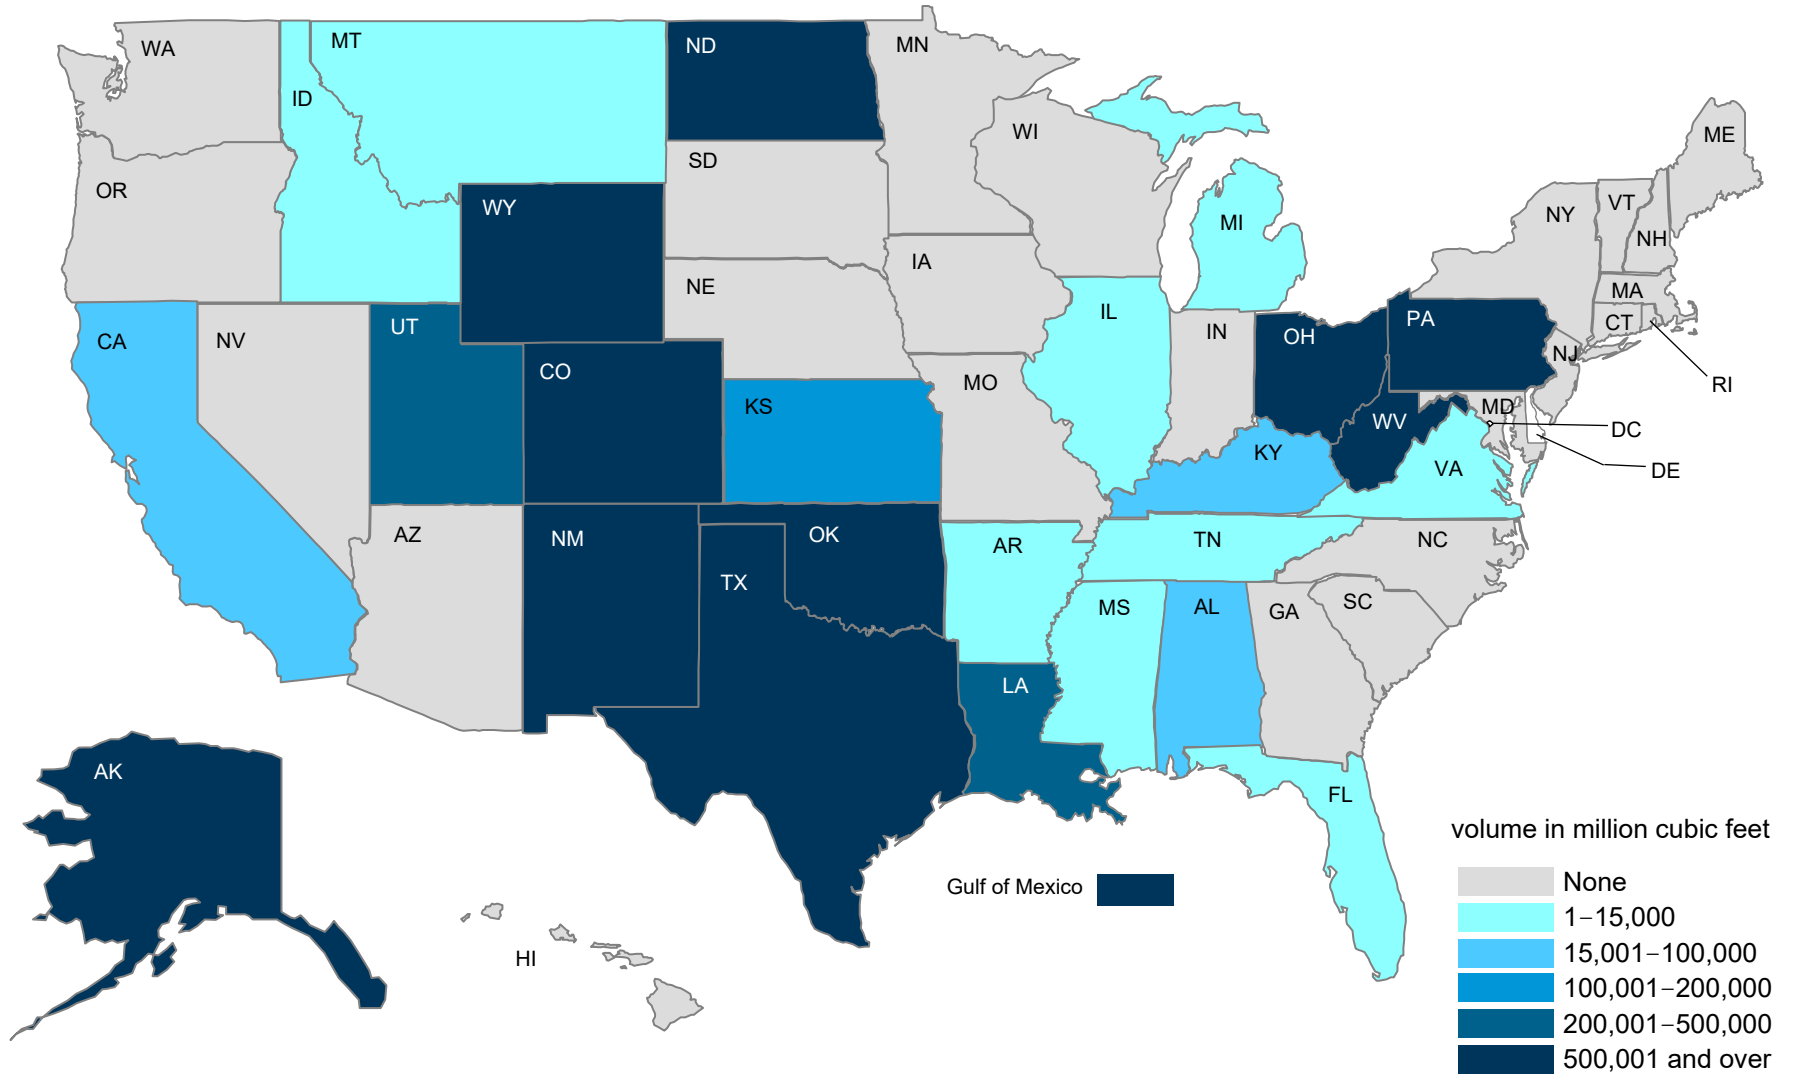 WA
MT
ND
MN
ID
WI
ME
SD
OR
WY
NY
VT
NH
MI
IA
NE
MA
IL
CT
UT
PA
CA
NV
IN
OH
NJ
CO
MO
RI
KS
MD
WV
DC
KY
VA
DE
AZ
NM
OK
AR
TN
NC
TX
MS
AL
GA
SC
LA
AK
FL
HI
Gulf of Mexico
volume in million cubic feet
None
1–15,000
15,001–100,000
100,001–200,000
200,001–500,000
500,001 and over